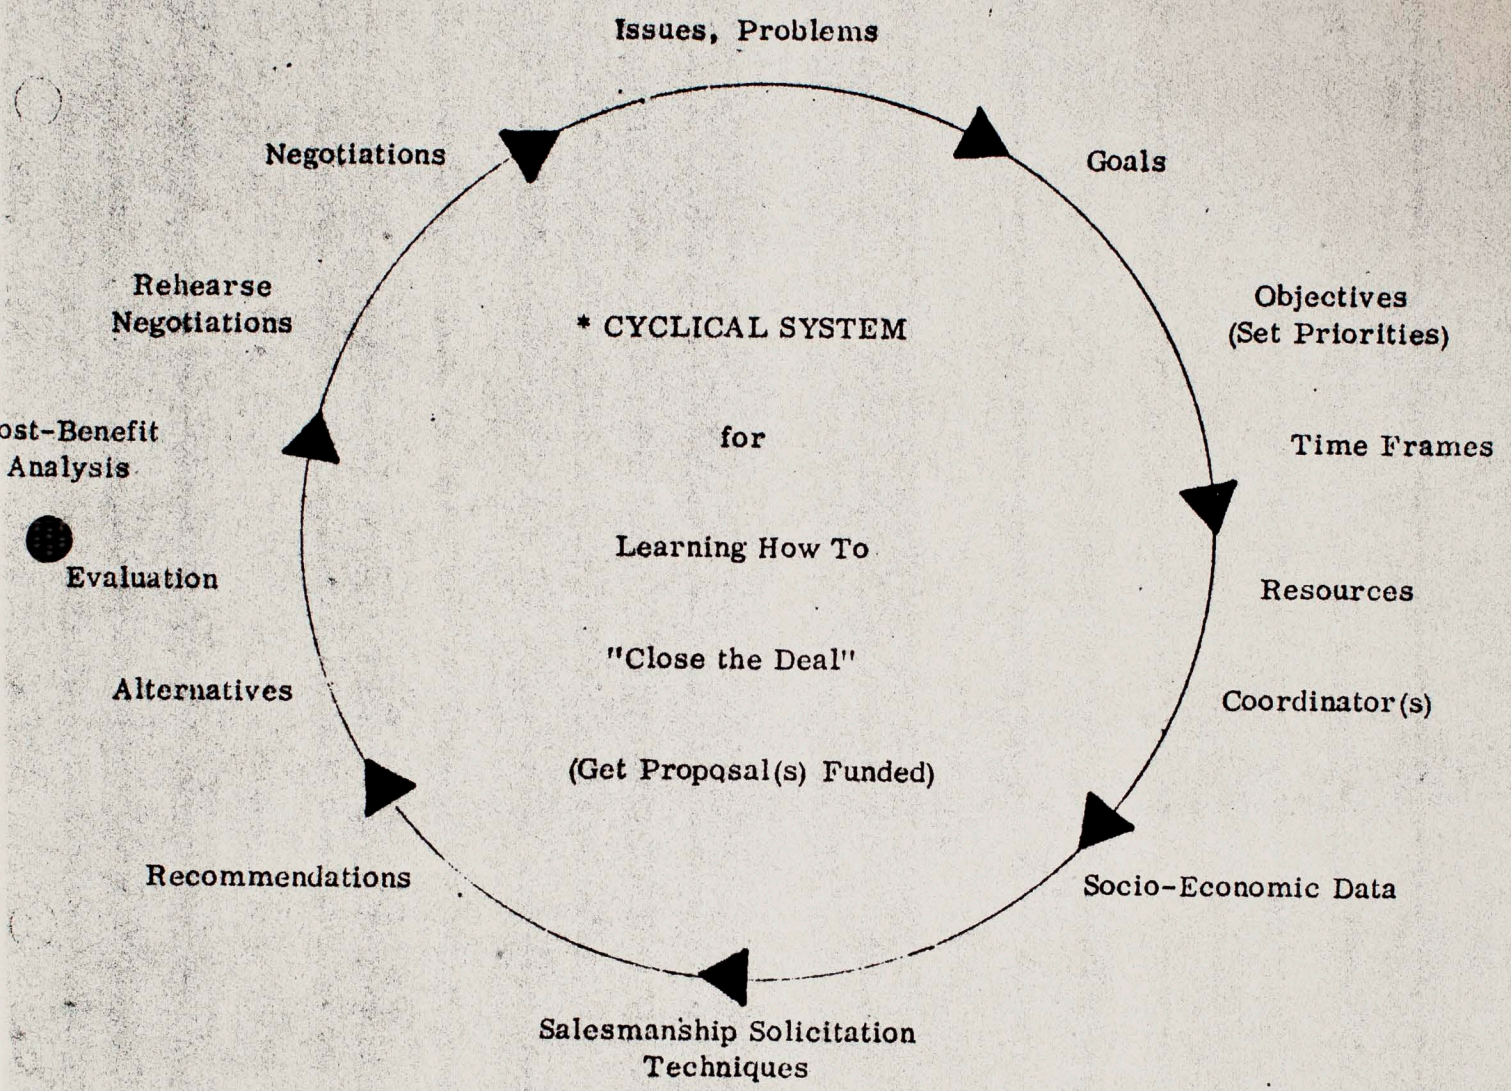 Issues, Problems
Goals
Objectives
(Set Priorities)
Time Frames
Resources
Coordinator(s)
Socio-Economic Data
Salesmanship Solicitation
Techniques
Recommendations
Alternatives
Evaluation
ost-Benefit
Analysis
Rehearse
Negotiations
Negotiations
* CYCLICAL SYSTEM
for
Learning How To
"Close the Deal"
(Get Proposal(s) Funded)